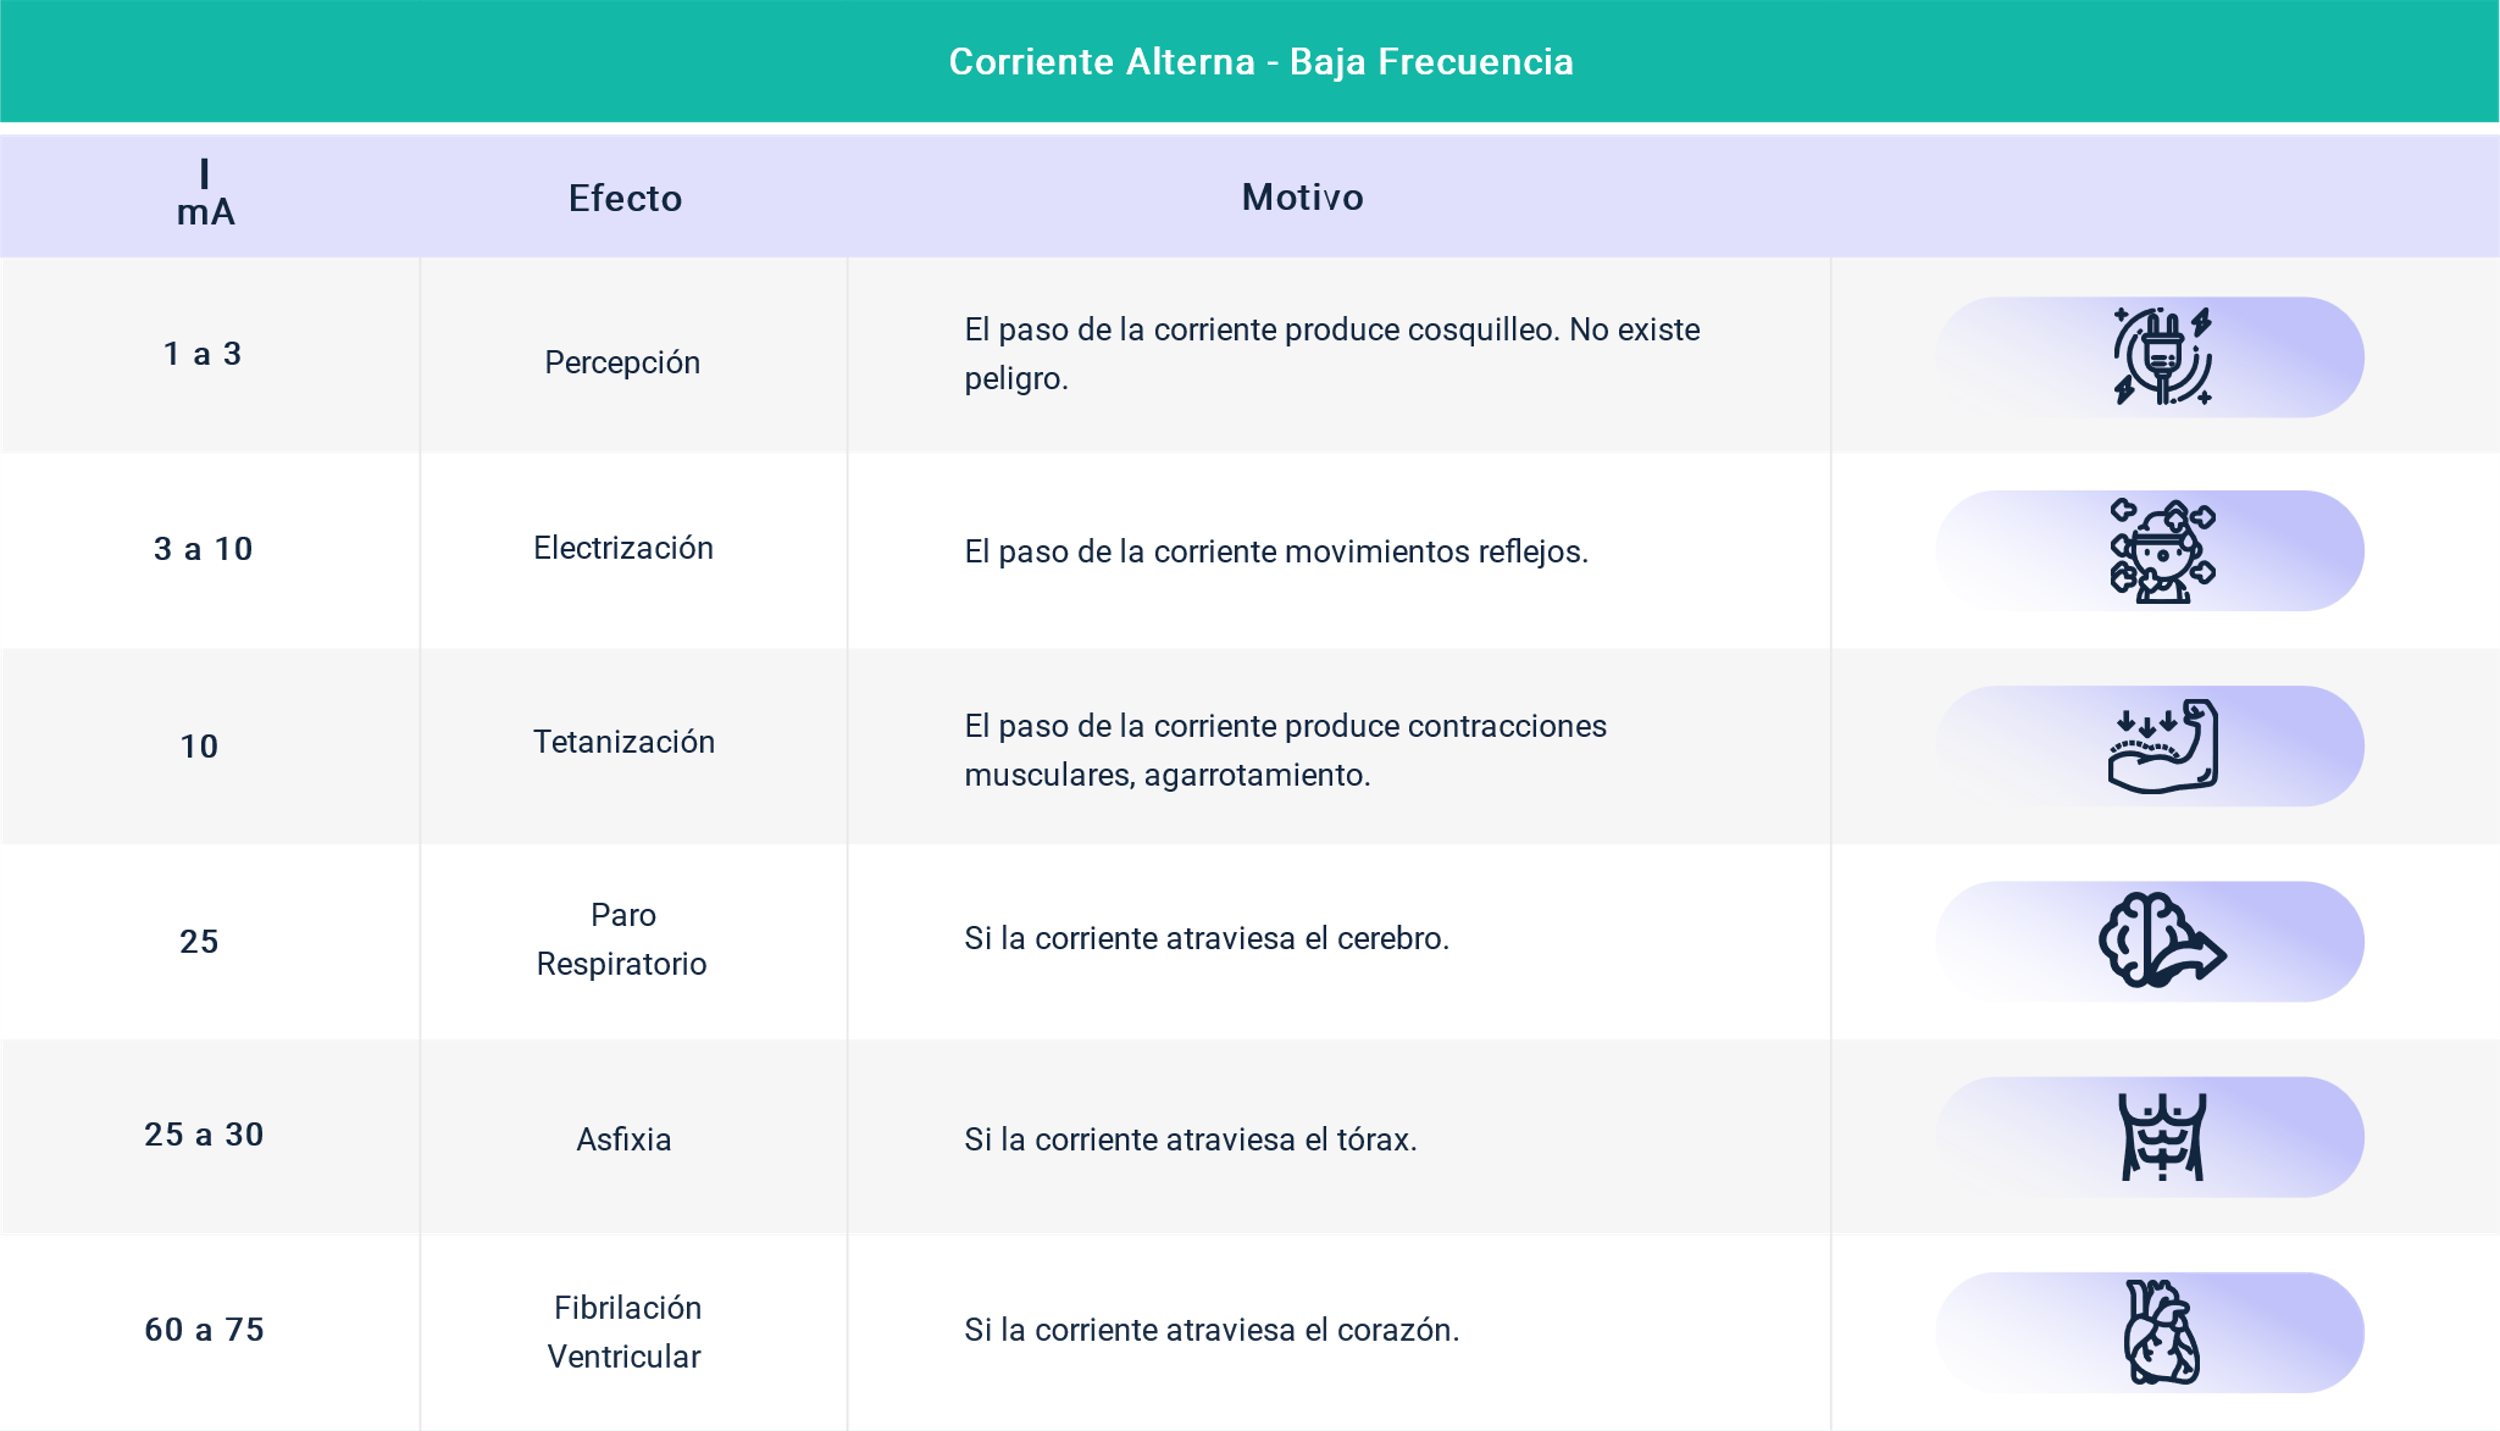 Corriente Alterna - Baja Frecuencia
I
mA
Efecto
Motivo
1 a 3
Percepción
El paso de la corriente produce cosquilleo. No existe
peligro.
3 a 10
Electrización
El paso de la corriente movimientos reflejos.
10
Tetanización
El paso de la corriente produce contracciones
musculares, agarrotamiento.
25
Paro
Respiratorio
Si la corriente atraviesa el cerebro.
25 a 30
Asfixia
Si la corriente atraviesa el tórax.
60 a 75
Fibrilación
Ventricular
Si la corriente atraviesa el corazón.